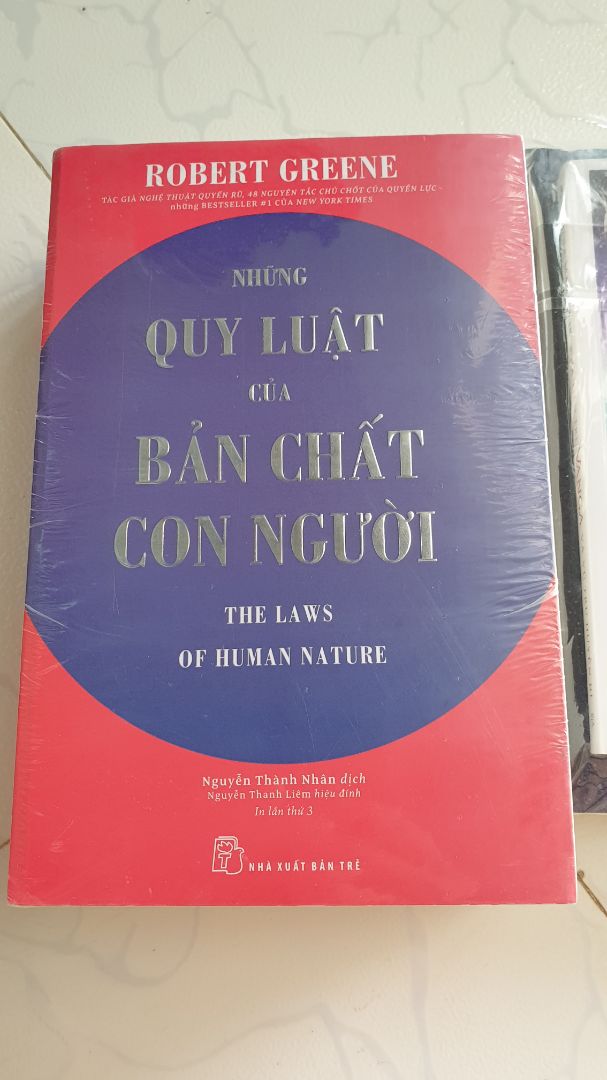 ROBERT GREENE
TÁC GIẢ NGHỆ THUẬT QUYẾN RŨ, 48 NGUYÊN TẮC CHỦ CHỐT CỦA QUYỀN LỰC -
những BESTSELLER #1 CỦA NEW YORK TIMES
NHỮNG
QUY LUẬT
CỦA
BẢN CHẤT
CON NGƯỜI
THE LAWS
OF HUMAN NATURE
Nguyễn Thành Nhân dịch
Nguyễn Thanh Liêm hiệu đính
In lần thứ 3
NHÀ XUẤT BẢN TRẺ